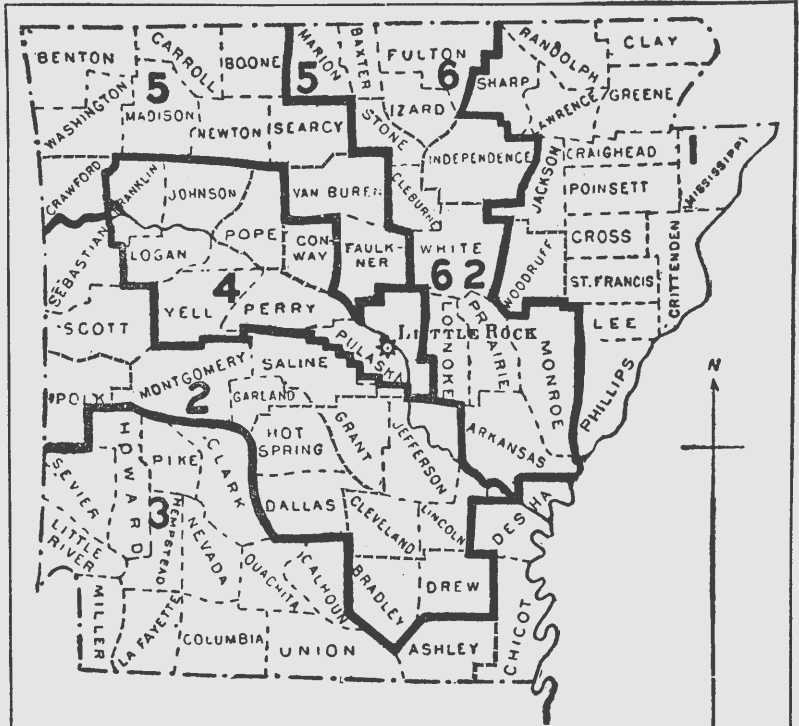 BENTON
CARROLL
BOONE
MARION
BAXTER
FULTON
RANDOLPH
CLAY
5
5
6
SHARP
WASHINGTON
MADISON
NEWTON
SEARCY
STONE
IZARD
LAWRENCE
GREENE
CRAWFORD
FRANKLIN
JOHNSON
VAN BUREN
CLEBURNE
INDEPENDENCE
JACKSON
CRAIGHEAD
1
MISSISSIPPI
POINSETT
SEBASTIAN
LOGAN
POPE
CON-
WAY
FAULK-
NER
WHITE
WOODRUFF
CROSS
CRITTENDEN
4
6
2
ST. FRANCIS
SCOTT
YELL
PERRY
PULASKI
LITTLE ROCK
LONOKE
PRAIRIE
MONROE
LEE
PHILLIPS
POLK
MONTGOMERY
SALINE
2
GARLAND
N
HOWARD
PIKE
CLARK
HOT
SPRING
GRANT
JEFFERSON
ARKANSAS
SEVIER
3
HEMPSTEAD
NEVADA
DALLAS
CLEVELAND
LINCOLN
DESHA
LITTLE
RIVER
OUACHITA
CALHOUN
BRADLEY
DREW
MILLER
LA FAYETTE
COLUMBIA
UNION
ASHLEY
CHICOT